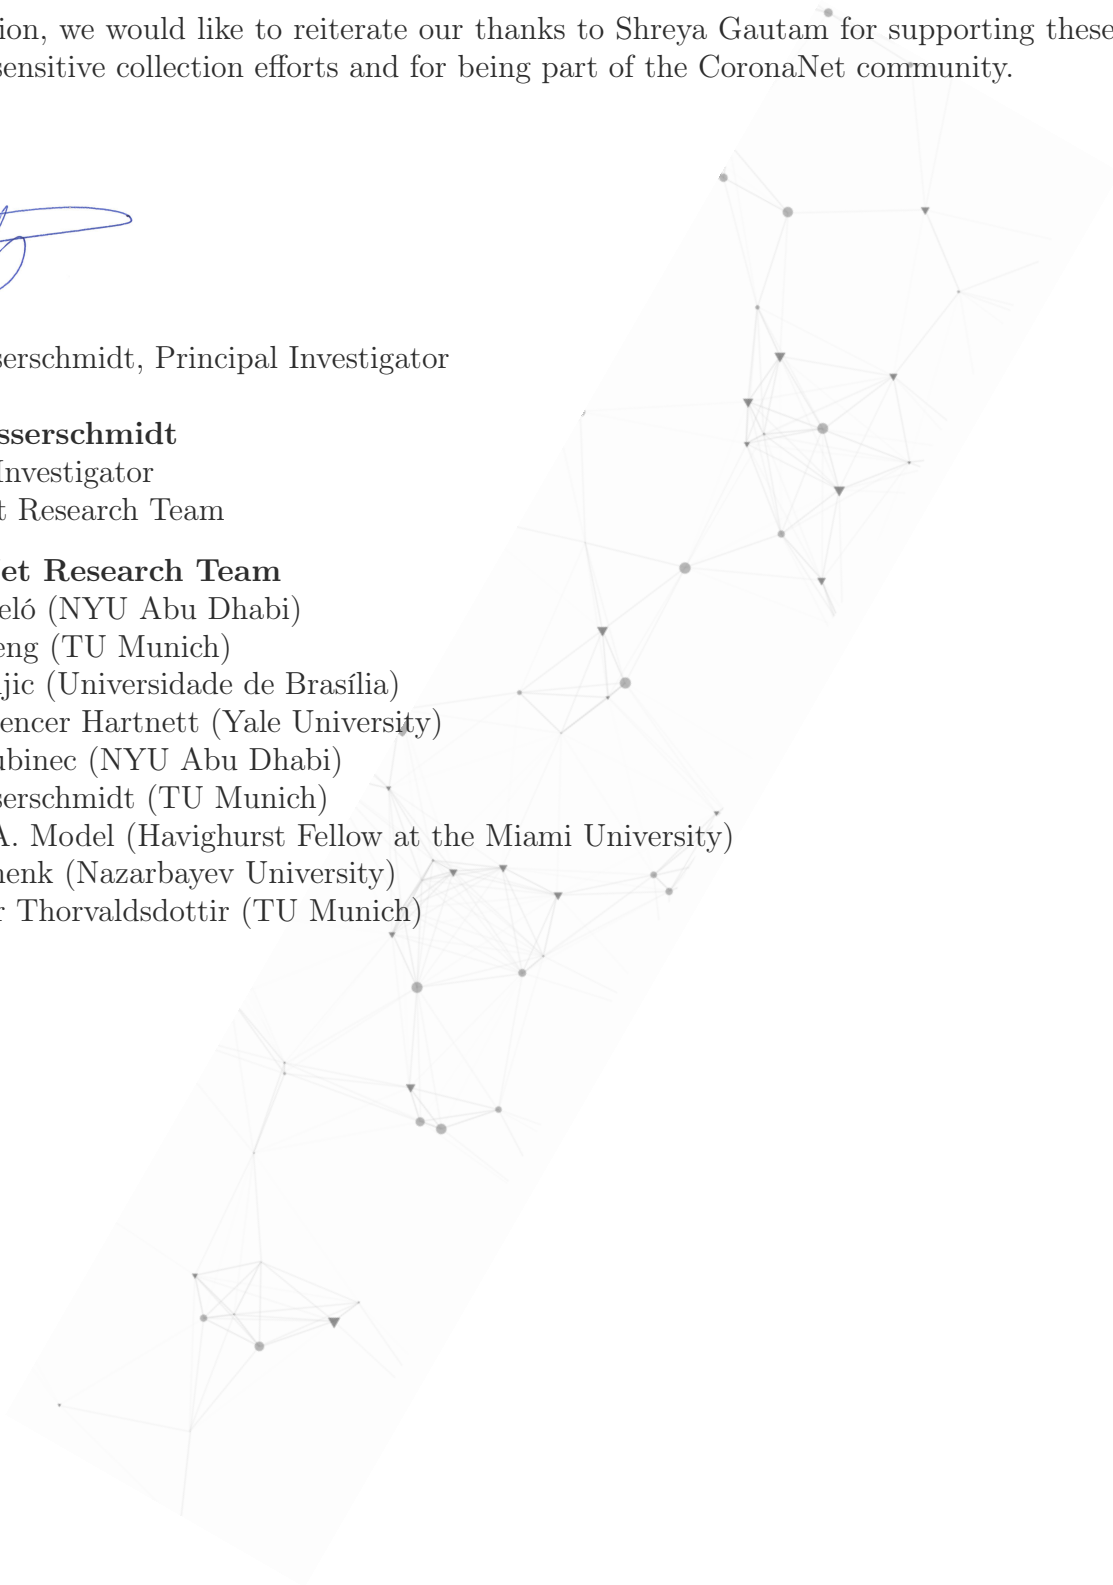 ion, we would like to reiterate our thanks to Shreya Gautam for supporting these
sensitive collection efforts and for being part of the CoronaNet community.
serschmidt, Principal Investigator
sserschmidt
Investigator
t Research Team
et Research Team
eló (NYU Abu Dhabi)
eng (TU Munich)
jic (Universidade de Brasília)
encer Hartnett (Yale University)
ubinec (NYU Abu Dhabi)
serschmidt (TU Munich)
A. Model (Havighurst Fellow at the Miami University)
henk (Nazarbayev University)
r Thorvaldsdottir (TU Munich)